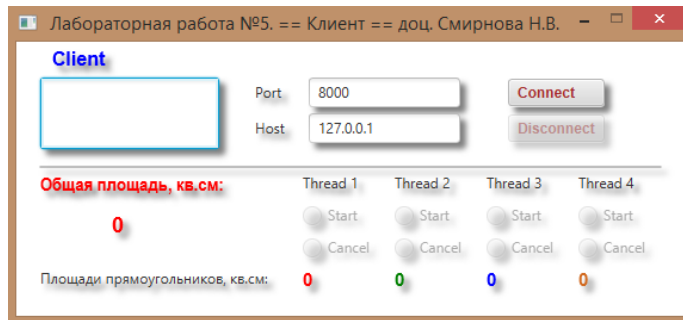 Лабораторная работа №5. == Клиент == доц. Смирнова Н.В.
Client
Port 8000 Connect
Host 127.0.0.1 Disconnect
Общая площадь, кв.см: Thread 1 Thread 2 Thread 3 Thread 4
0 Start Start Start Start
Cancel Cancel Cancel Cancel
Площади прямоугольников, кв.см: 0 0 0 0